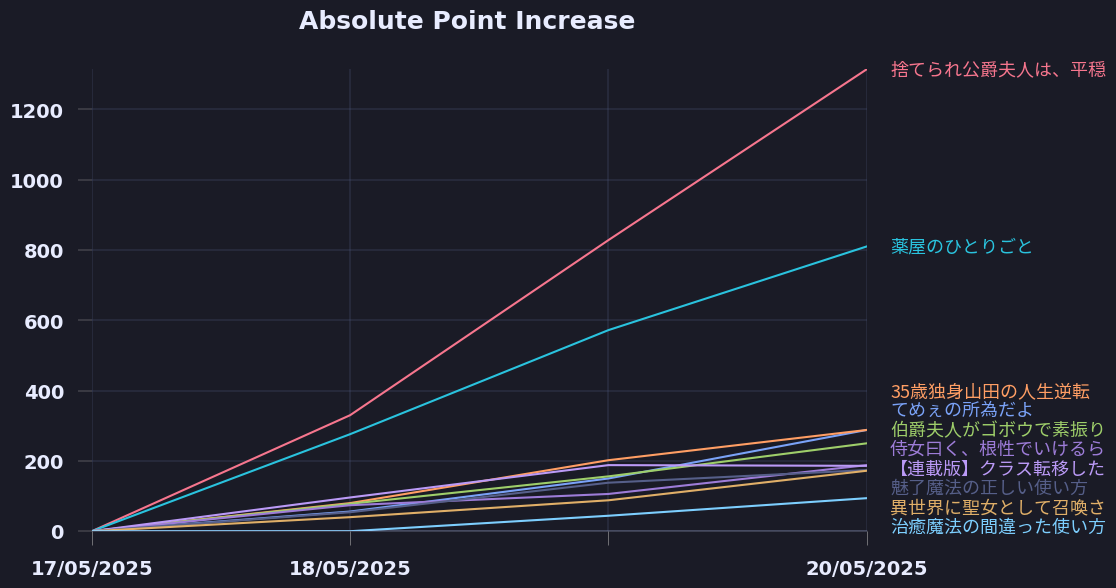 Absolute Point Increase
1200
1000
800
600
400
200
0
17/05/2025
18/05/2025
20/05/2025
捨てられ公爵夫人は、平穏
薬屋のひとりごと
35歳独身山田の人生逆転
てめぇの所為だよ
伯爵夫人がゴボウで素振り
侍女曰く、根性でいけるら
【連載版】クラス転移した
魅了魔法の正しい使い方
異世界に聖女として召喚さ
治癒魔法の間違った使い方